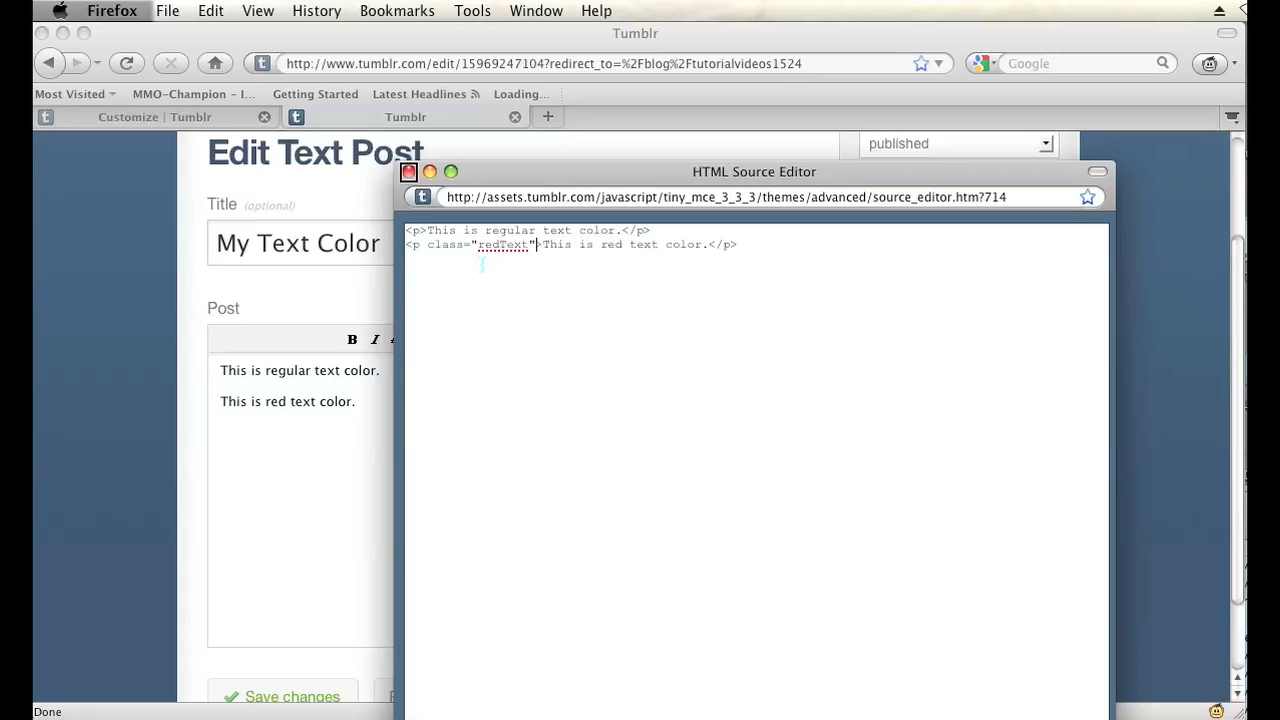 Firefox File Edit View History Bookmarks Tools Window Help
Tumblr
http://www.tumblr.com/edit/15969247104?redirect_to=%2Fblog%2Ftutorialvideos1524
Google
Most Visited MMO-Champion - I... Getting Started Latest Headlines Loading...
Customize | Tumblr
Tumblr
Edit Text Post
published
HTML Source Editor
http://assets.tumblr.com/javascript/tiny_mce_3_3_3/themes/advanced/source_editor.htm?714
Title (optional)
My Text Color
<p>This is regular text color.</p>
<p class="redText">This is red text color.</p>
Post
B I
This is regular text color.
This is red text color.
Save changes
Done